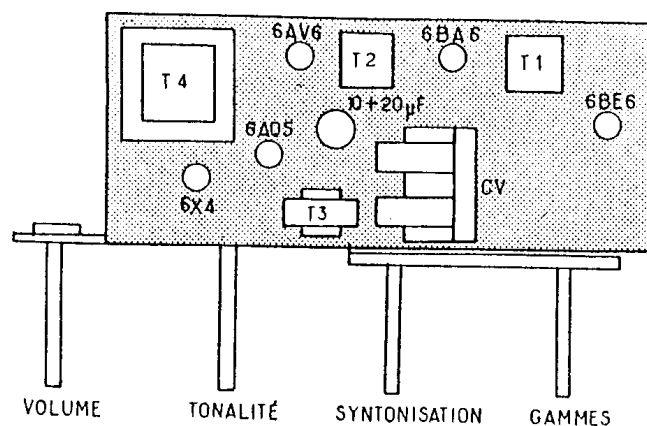 6AV6
6BA6
T4
T2
T1
10+20µF
6BE6
6AQ5
6X4
T3
CV
VOLUME
TONALITÉ
SYNTONISATION
GAMMES